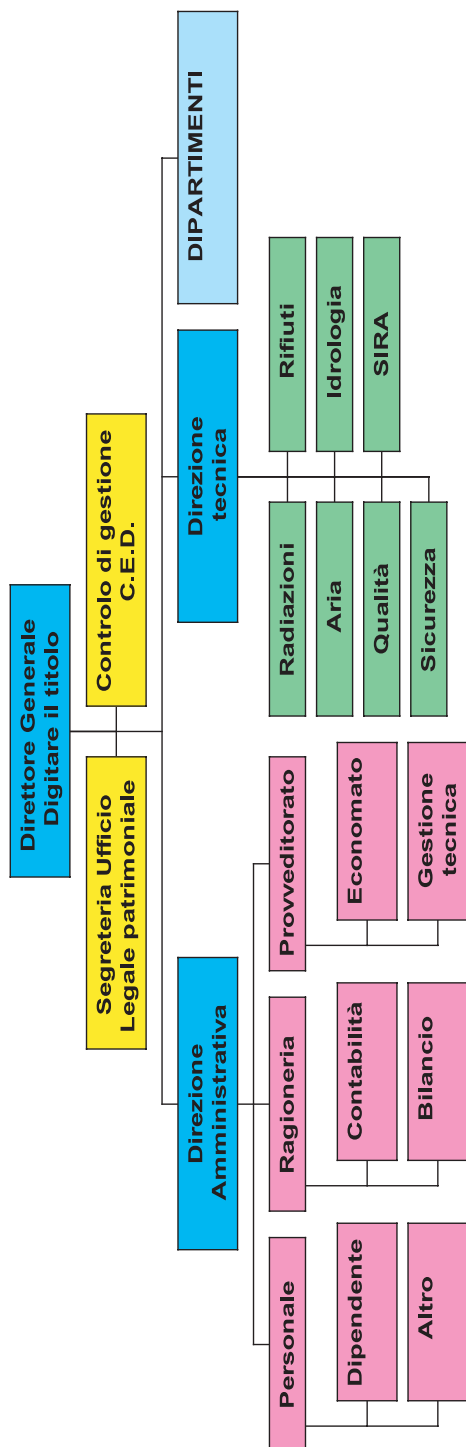 Direttore Generale
Digitare il titolo
Segreteria Ufficio
Legale patrimoniale
Controlo di gestione
C.E.D.
Direzione
Amministrativa
Direzione
tecnica
DIPARTIMENTI
Personale
Ragioneria
Provveditorato
Dipendente
Altro
Contabilità
Bilancio
Economato
Gestione
tecnica
Radiazioni
Rifiuti
Aria
Idrologia
Qualità
SIRA
Sicurezza